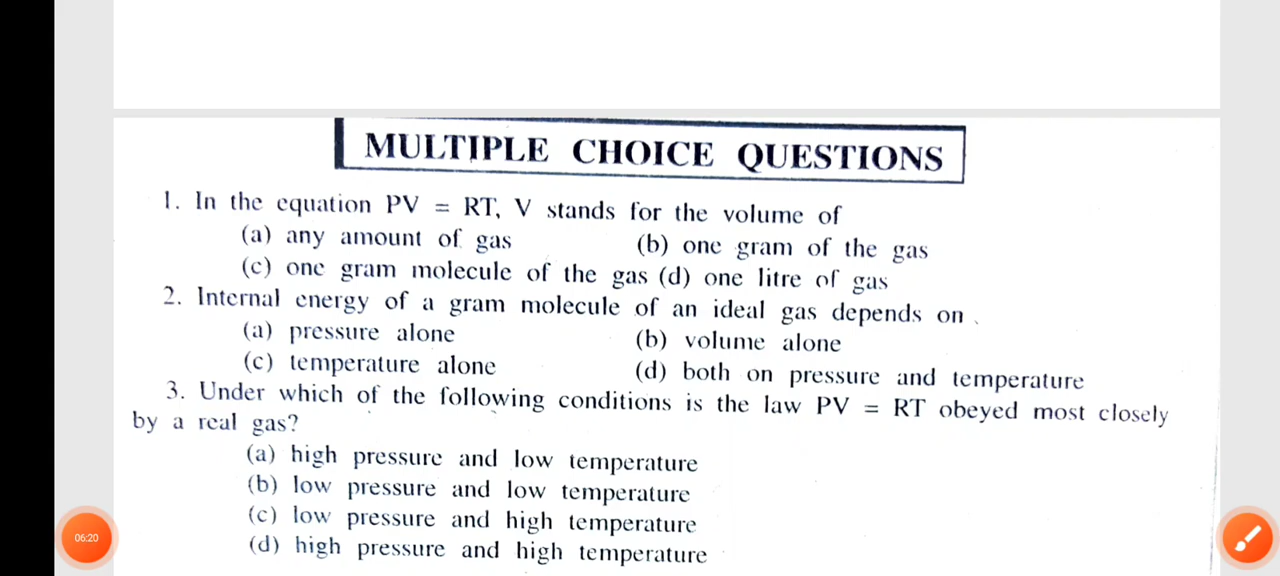 MULTIPLE CHOICE QUESTIONS
1. In the equation PV = RT, V stands for the volume of
(a) any amount of gas (b) one gram of the gas
(c) one gram molecule of the gas (d) one litre of gas
2. Internal energy of a gram molecule of an ideal gas depends on
(a) pressure alone (b) volume alone
(c) temperature alone (d) both on pressure and temperature
3. Under which of the following conditions is the law PV = RT obeyed most closely
by a real gas?
(a) high pressure and low temperature
(b) low pressure and low temperature
(c) low pressure and high temperature
(d) high pressure and high temperature
06:20